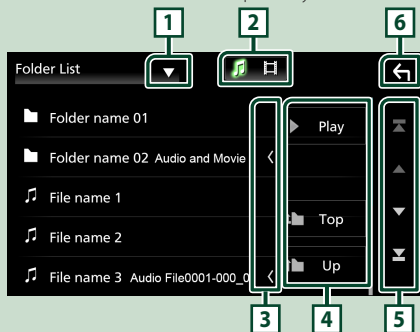 1 2 6
Folder List
Folder name 01
Play
Folder name 02 Audio and Movie
File name 1
File name 2
Top
File name 3 Audio File0001-000_0
Up
3 4 5